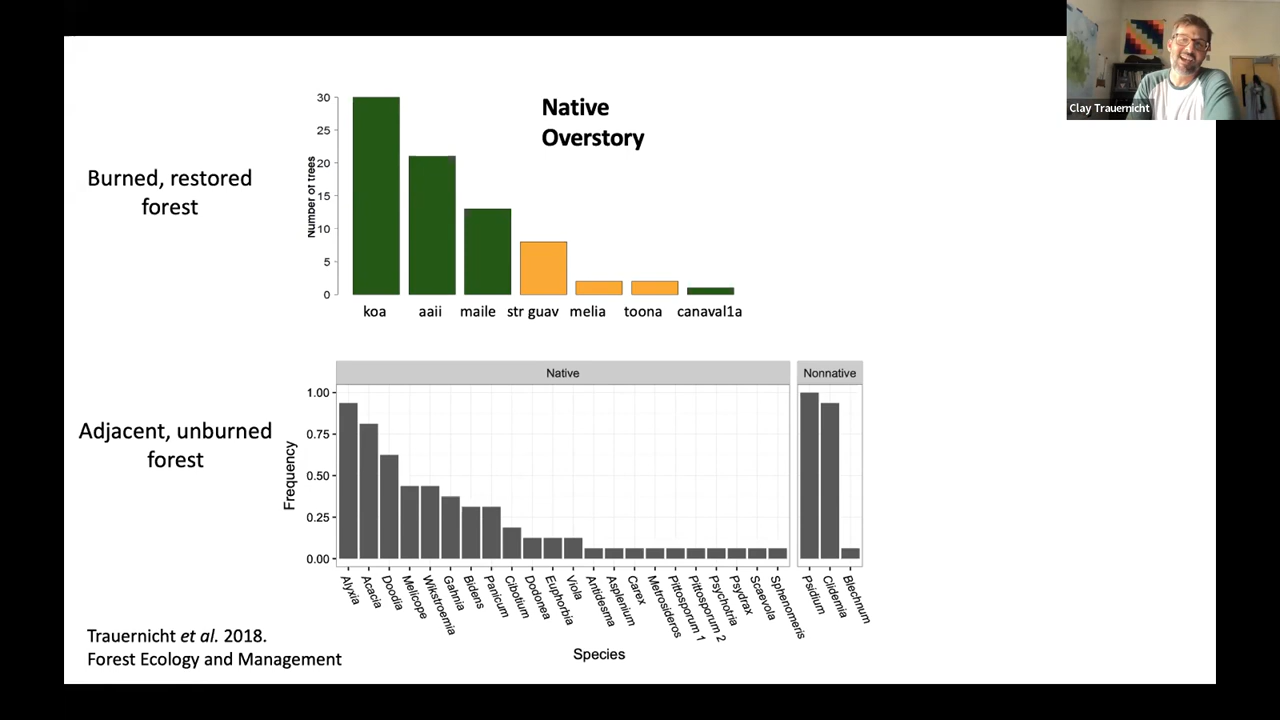 Clay Trauernicht
Native
Overstory
Burned, restored
forest
Number of trees
30
25
20
15
10
5
0
koa aaii maile str guav melia toona canaval1a
Adjacent, unburned
forest
Native Nonnative
Frequency
1.00
0.75
0.50
0.25
0.00
Alyxia Acacia Doodia Melicope Wikstroemia Gahnia Bidens Panicum Cibotium Dodonea Euphorbia Viola Antidesma Asplenium Carex Metrosideros Pittosporum 1 Pittosporum 2 Psychotria Psydrax Scaevola Sphenomeris Psidium Clidemia Blechnum
Species
Trauernicht et al. 2018.
Forest Ecology and Management